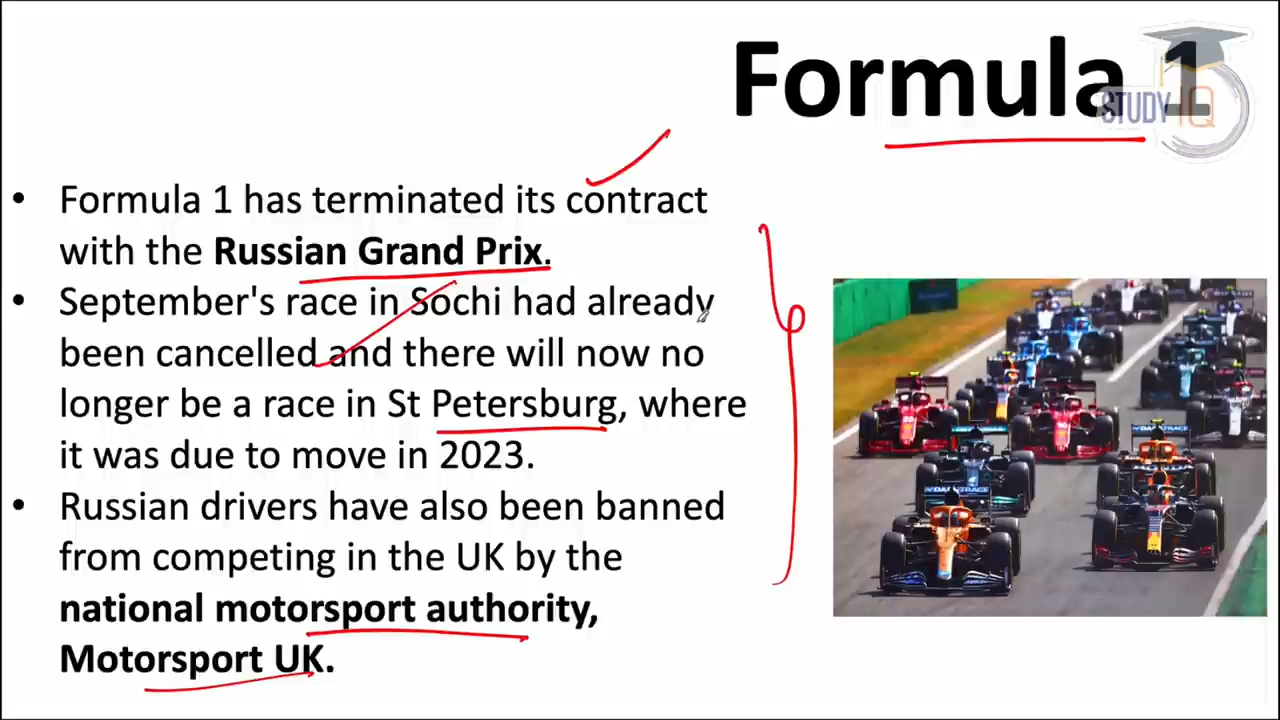 Formula 1
STUDY IQ
• Formula 1 has terminated its contract
with the Russian Grand Prix.
• September's race in Sochi had already
been cancelled and there will now no
longer be a race in St Petersburg, where
it was due to move in 2023.
• Russian drivers have also been banned
from competing in the UK by the
national motorsport authority,
Motorsport UK.